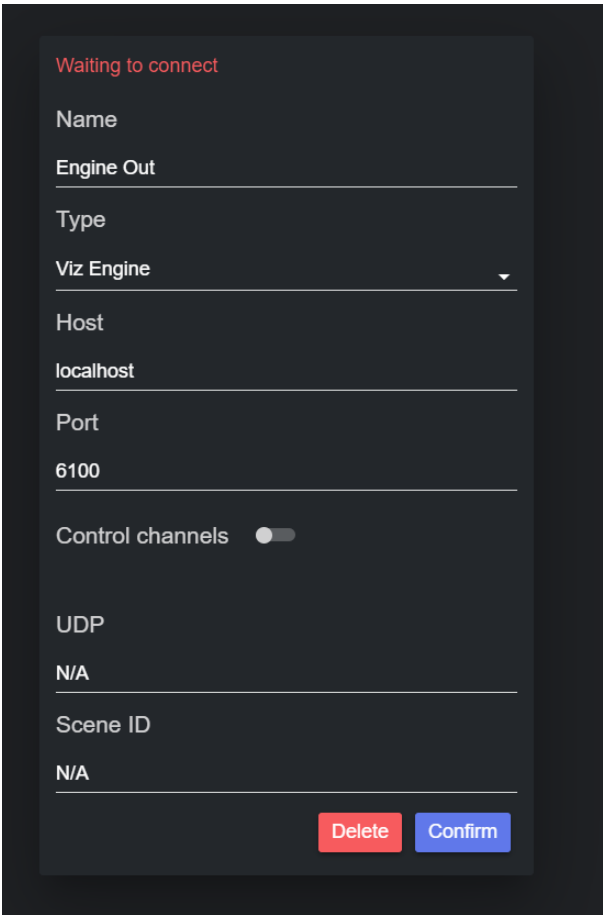 Waiting to connect
Name
Engine Out
Type
Viz Engine
Host
localhost
Port
6100
Control channels
UDP
N/A
Scene ID
N/A
Delete Confirm